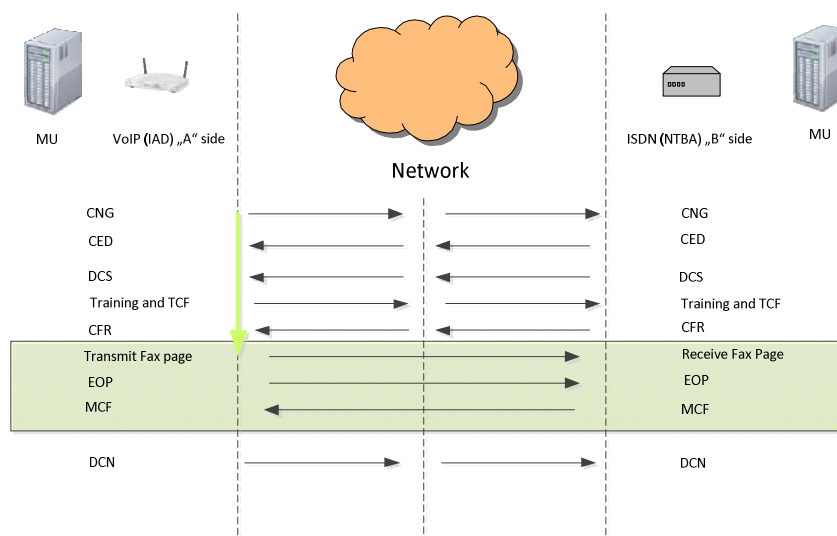 MU
VoIP (IAD) „A“ side
ISDN (NTBA) „B“ side
MU
Network
CNG
CNG
CED
CED
DCS
DCS
Training and TCF
Training and TCF
CFR
CFR
Transmit Fax page
Receive Fax Page
EOP
EOP
MCF
MCF
DCN
DCN